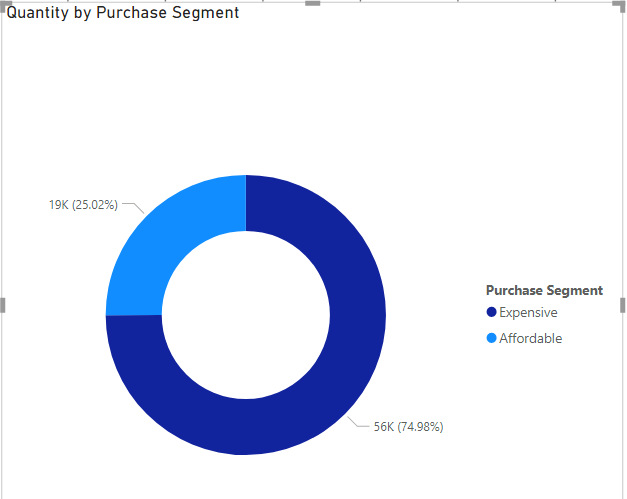 Quantity by Purchase Segment
19K (25.02%)
Purchase Segment
Expensive
Affordable
56K (74.98%)